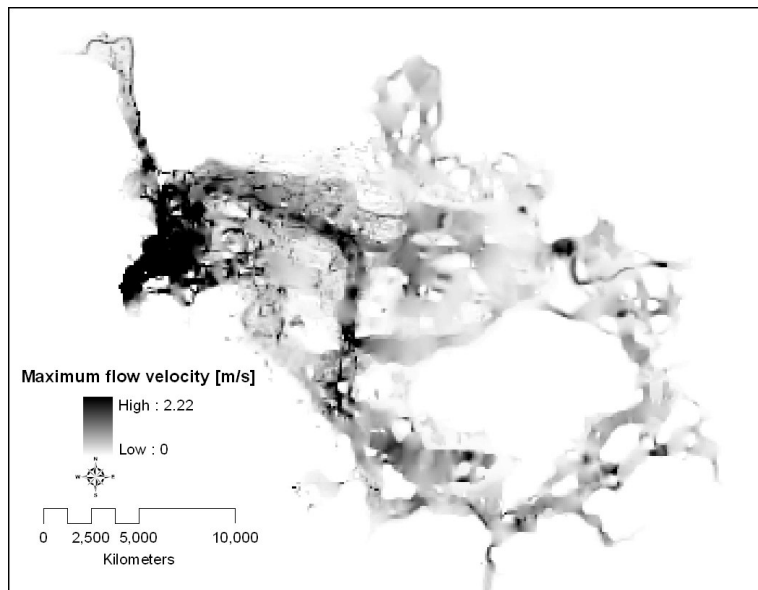 Maximum flow velocity [m/s]
High : 2.22
Low : 0
N
W E
S
0 2,500 5,000 10,000
Kilometers